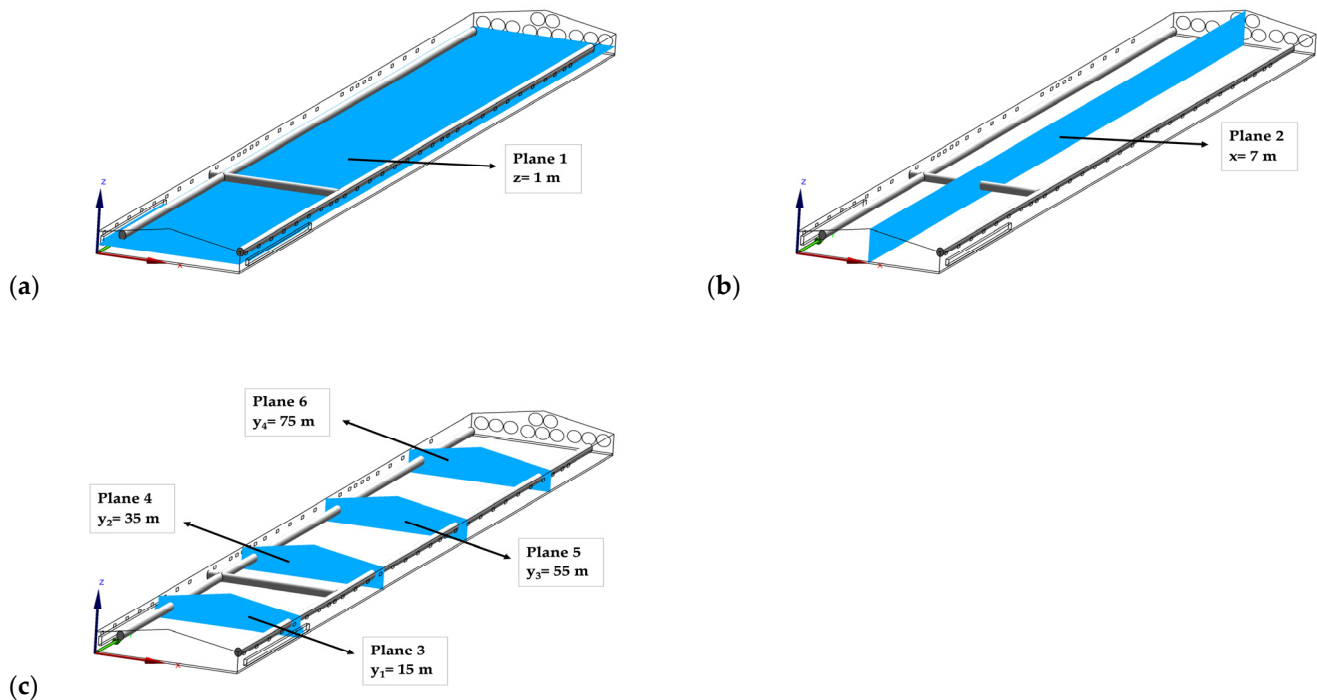 z
Plane 1
z= 1 m
x
(a)
z
Plane 2
x= 7 m
x
(b)
Plane 6
y₄= 75 m
Plane 4
y₂= 35 m
Plane 5
y₃= 55 m
z
Plane 3
y₁= 15 m
x
(c)